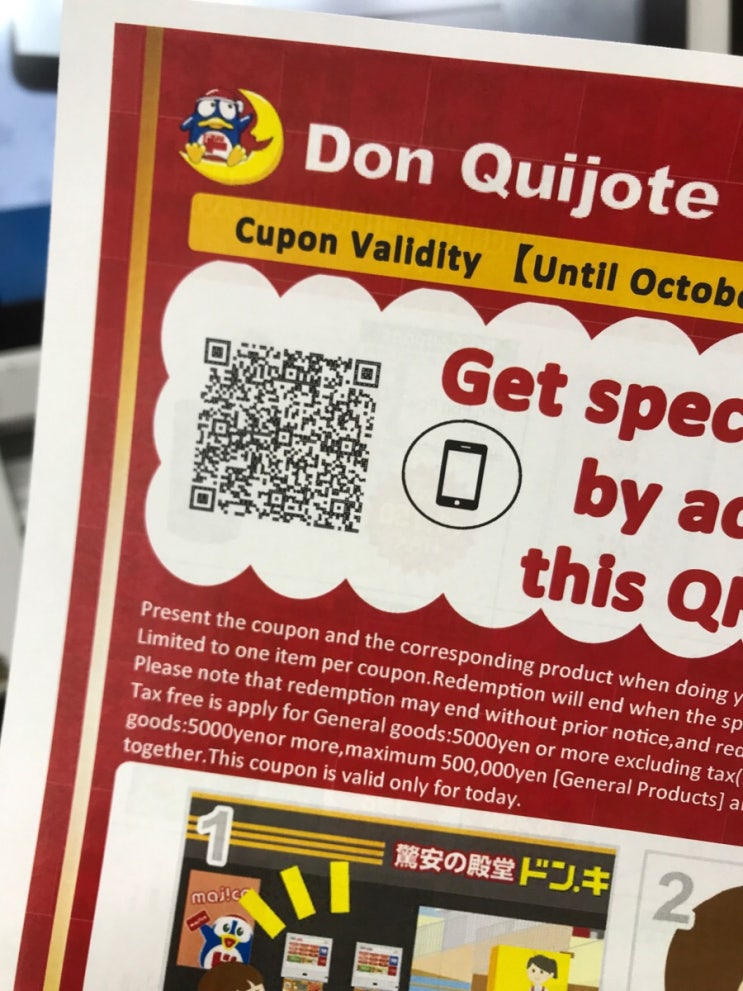 Don Quijote
Cupon Validity 【Until Octob
Get spec
by ac
this QR
Present the coupon and the corresponding product when doing y
Limited to one item per coupon.Redemption will end when the sp
Please note that redemption may end without prior notice,and red
Tax free is apply for General goods:5000yen or more excluding tax(
goods:5000yenor more,maximum 500,000yen [General Products] a
together.This coupon is valid only for today.
1
驚安の殿堂 ドン.キ
maj!ca
2